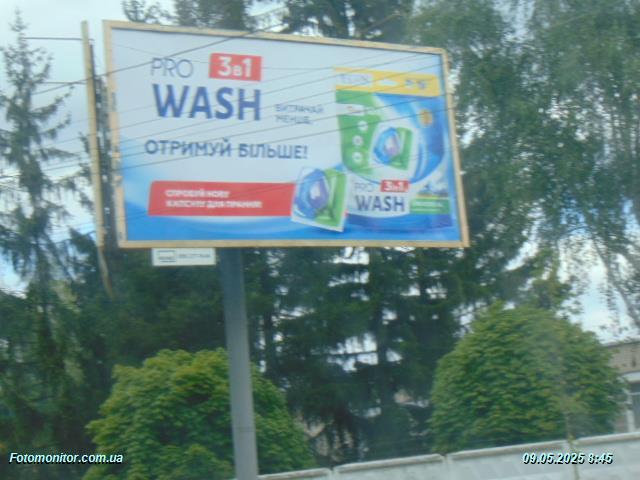 PRO 3в1
WASH
ВИТРАЧАЙ
МЕНШЕ,
ОТРИМУЙ БІЛЬШЕ!
СПРОБУЙ НОВУ
КАПСУЛУ ДЛЯ ПРАННЯ!
PRO 3в1
WASH
Fotomonitor.com.ua
09.05.2025 8:45